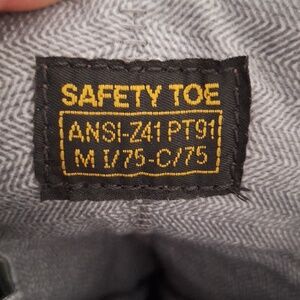 SAFETY TOE
ANSI-Z41 PT91
M I/75-C/75